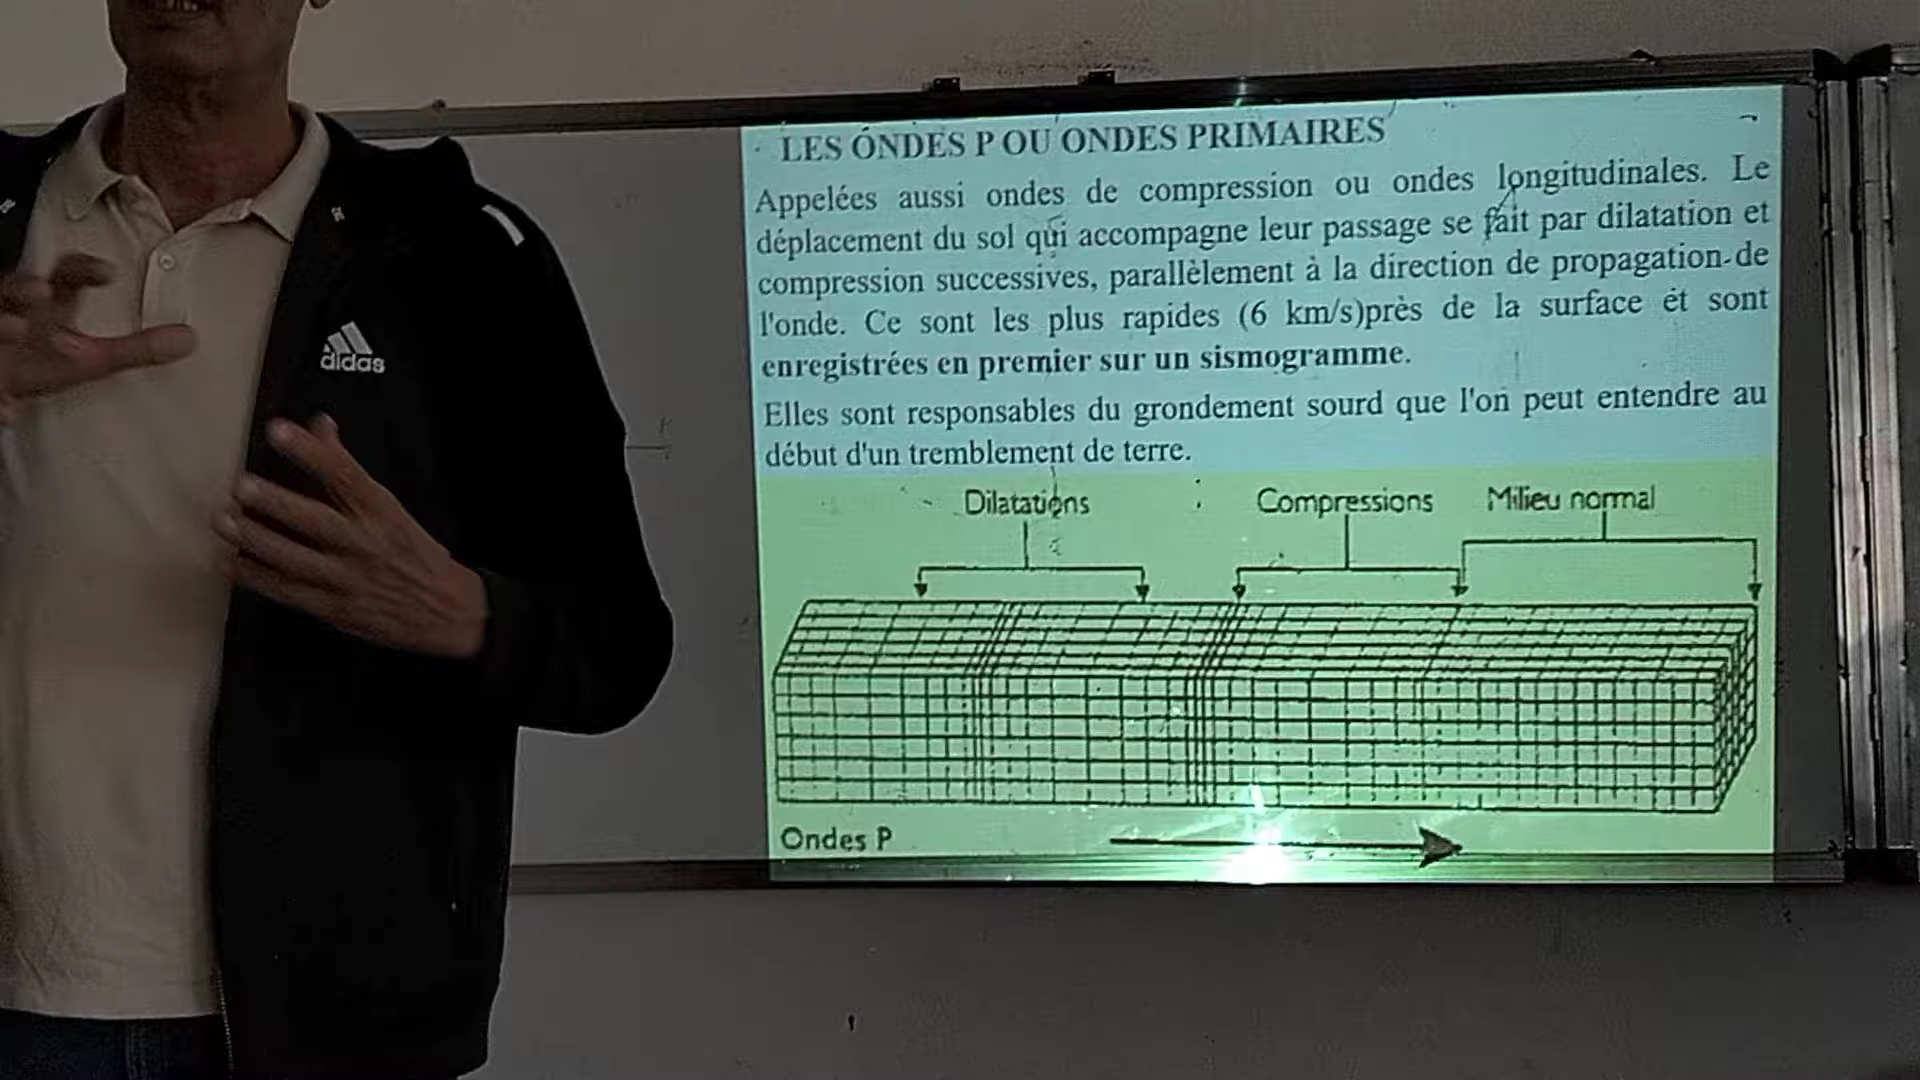 adidas
LES ONDES P OU ONDES PRIMAIRES
Appelées aussi ondes de compression ou ondes longitudinales. Le
déplacement du sol qui accompagne leur passage se fait par dilatation et
compression successives, parallèlement à la direction de propagation de
l'onde. Ce sont les plus rapides (6 km/s)près de la surface et sont
enregistrées en premier sur un sismogramme.
Elles sont responsables du grondement sourd que l'on peut entendre au
début d'un tremblement de terre.
Dilatations Compressions Milieu normal
Ondes P